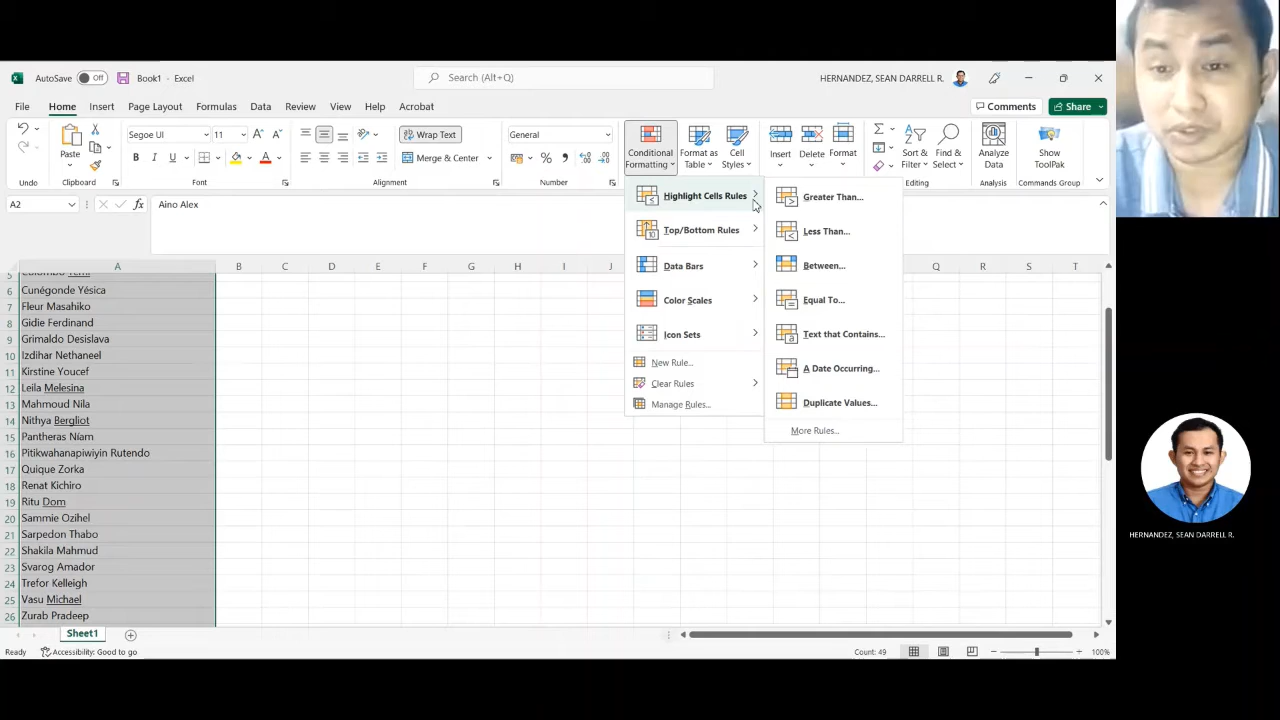 AutoSave Off Book1 - Excel Search (Alt+Q) HERNANDEZ, SEAN DARRELL R.
File Home Insert Page Layout Formulas Data Review View Help Acrobat Comments Share
Paste Segoe UI 11 A A Wrap Text General Conditional Formatting Format as Table Cell Styles Insert Delete Format Sort & Filter Find & Select Analyze Data Show ToolPak
B I U A Merge & Center % ,
Undo Clipboard Font Alignment Number Editing Analysis Commands Group
A2 fx Aino Alex
Highlight Cells Rules
Top/Bottom Rules
Data Bars
Color Scales
Icon Sets
New Rule...
Clear Rules
Manage Rules...
Greater Than...
Less Than...
Between...
Equal To...
Text that Contains...
A Date Occurring...
Duplicate Values...
More Rules...
A B C D E F G H I J Q R S T
5 Colombo Temi
6 Cunégonde Yésica
7 Fleur Masahiko
8 Gidie Ferdinand
9 Grimaldo Desislava
10 Izdihar Nethaneel
11 Kirstine Youcef
12 Leila Melesina
13 Mahmoud Nila
14 Nithya Bergliot
15 Pantheras Níam
16 Pitikwahanapiwiyin Rutendo
17 Quique Zorka
18 Renat Kichiro
19 Ritu Dom
20 Sammie Ozihel
21 Sarpedon Thabo
22 Shakila Mahmud
23 Svarog Amador
24 Trefor Kelleigh
25 Vasu Michael
26 Zurab Pradeep
Sheet1
Ready Accessibility: Good to go Count: 49 100%
HERNANDEZ, SEAN DARRELL R.